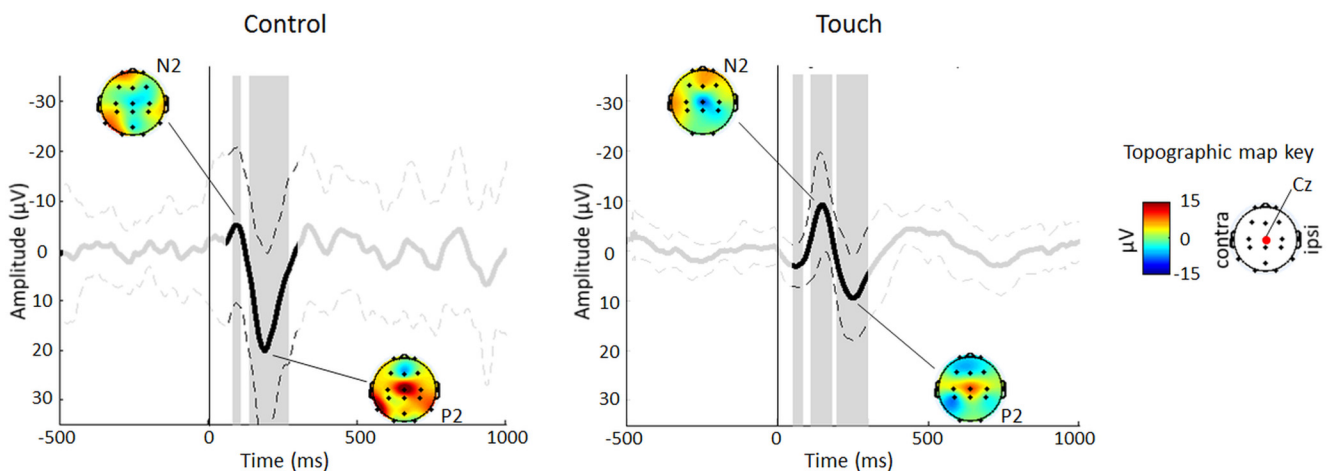 Control
N2
-30
-20
-10
0
10
20
30
Amplitude (µV)
P2
-500
0
500
1000
Time (ms)
Touch
N2
-30
-20
-10
0
10
20
30
Amplitude (µV)
P2
-500
0
500
1000
Time (ms)
Topographic map key
Cz
µV
15
0
-15
contra
ipsi